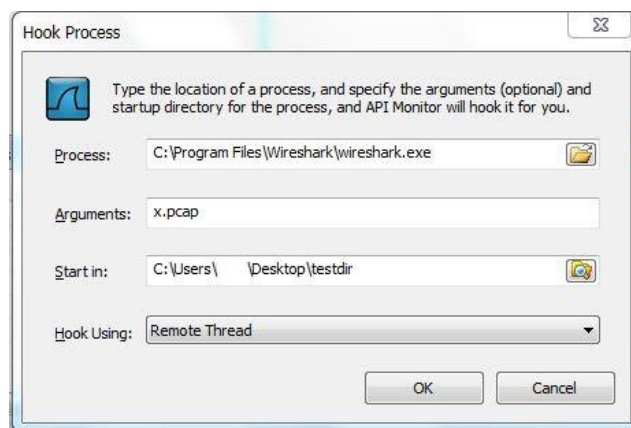 Hook Process
Type the location of a process, and specify the arguments (optional) and
startup directory for the process, and API Monitor will hook it for you.
Process: C:\Program Files\Wireshark\wireshark.exe
Arguments: x.pcap
Start in: C:\Users\ \Desktop\testdir
Hook Using: Remote Thread
OK Cancel